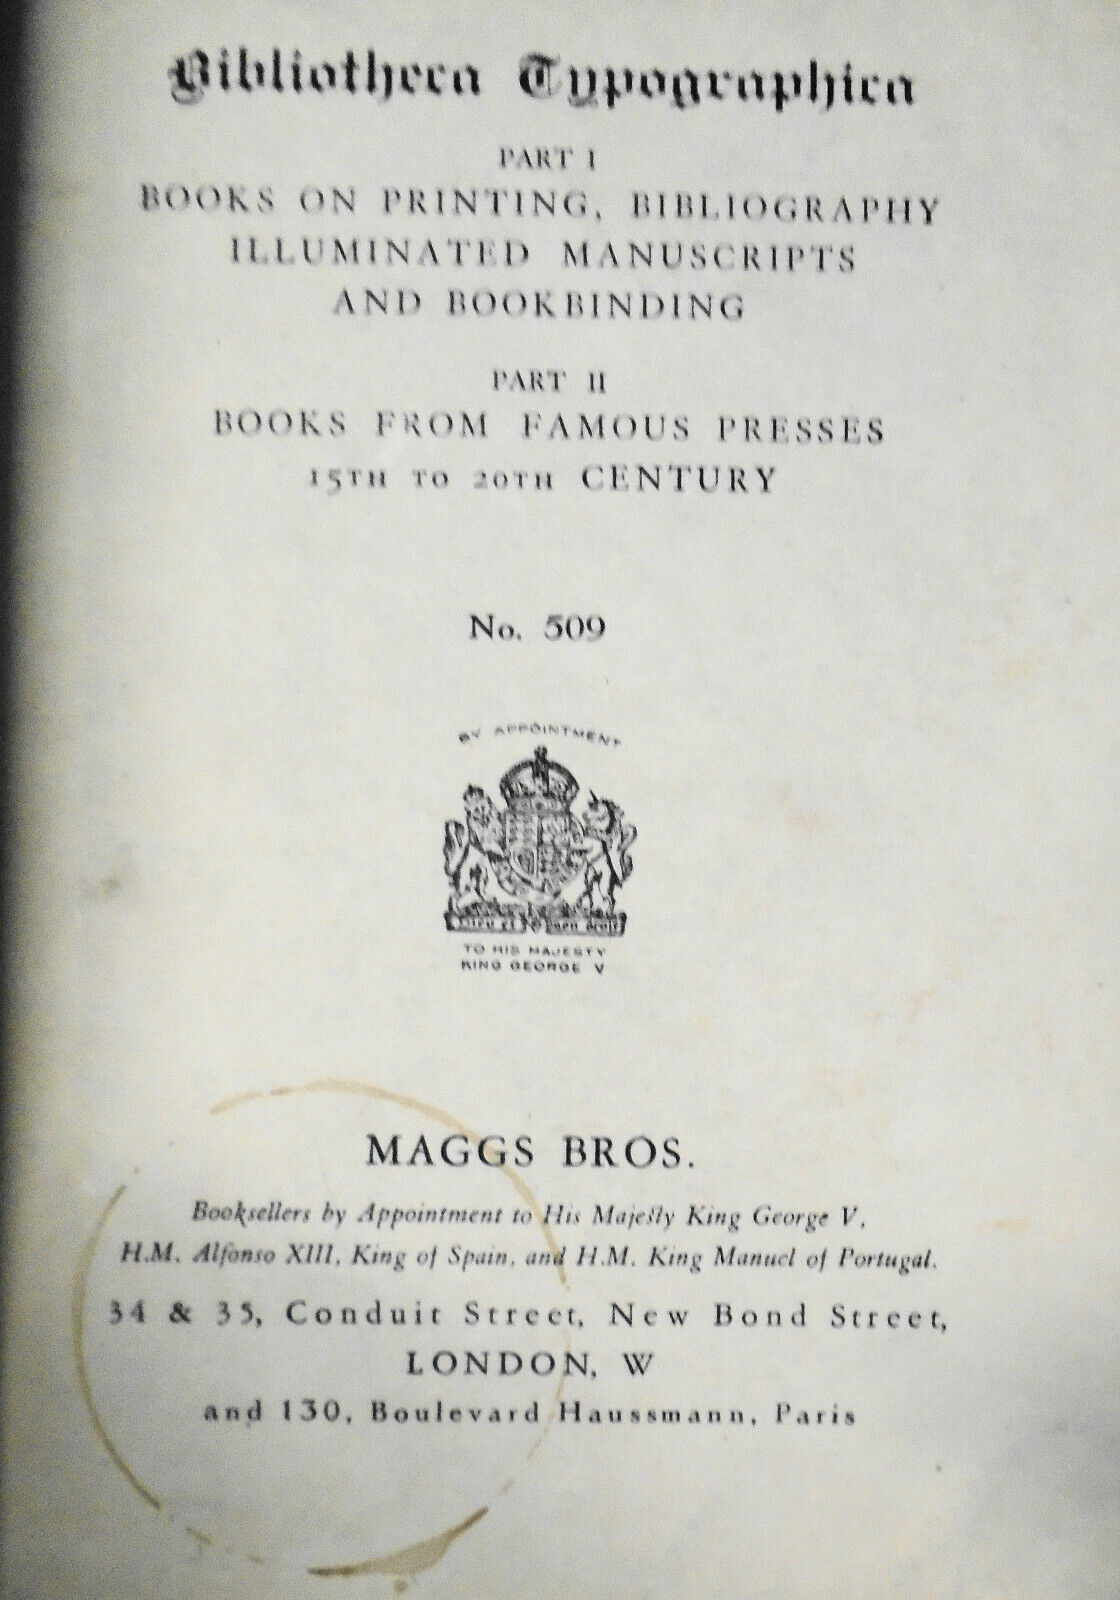 Bibliotheca Typographica
PART I
BOOKS ON PRINTING, BIBLIOGRAPHY
ILLUMINATED MANUSCRIPTS
AND BOOKBINDING
PART II
BOOKS FROM FAMOUS PRESSES
15TH TO 20TH CENTURY
No. 509
BY APPOINTMENT
TO HIS MAJESTY
KING GEORGE V
MAGGS BROS.
Booksellers by Appointment to His Majesty King George V,
H.M. Alfonso XIII, King of Spain, and H.M. King Manuel of Portugal.
34 & 35, Conduit Street, New Bond Street,
LONDON, W
and 130, Boulevard Haussmann, Paris